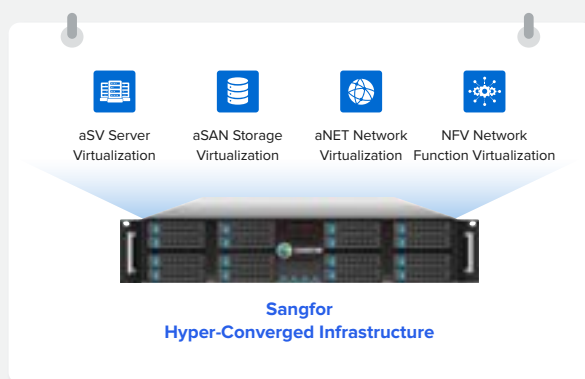 aSV Server
Virtualization
aSAN Storage
Virtualization
aNET Network
Virtualization
NFV Network
Function Virtualization
Sangfor
Hyper-Converged Infrastructure